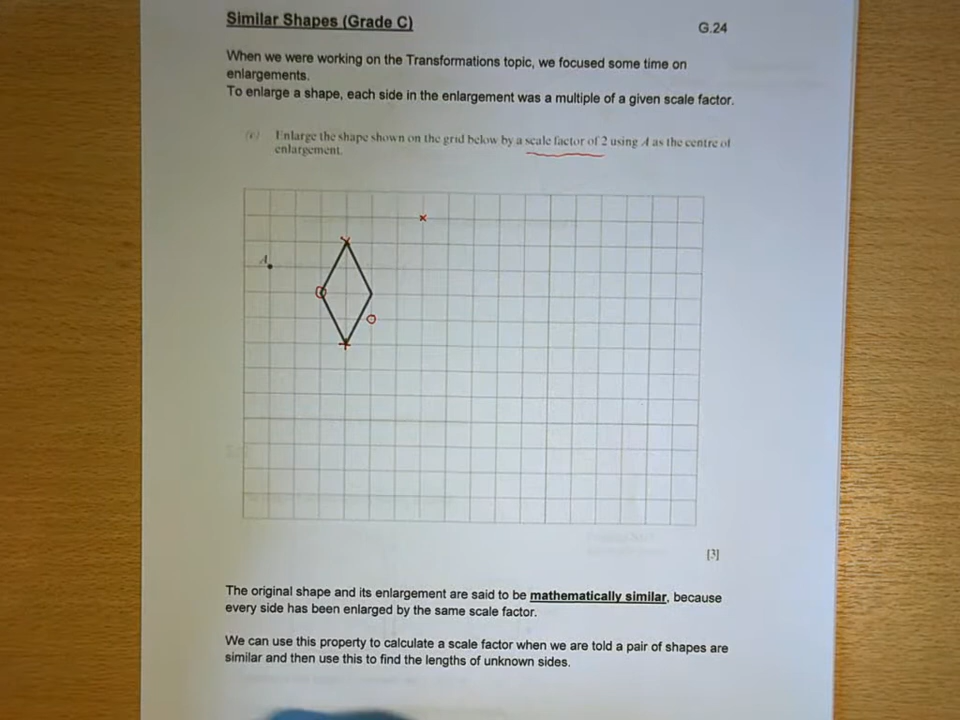 Similar Shapes (Grade C)
G.24
When we were working on the Transformations topic, we focused some time on
enlargements.
To enlarge a shape, each side in the enlargement was a multiple of a given scale factor.
Enlarge the shape shown on the grid below by a scale factor of 2 using A as the centre of
enlargement.
A
[3]
The original shape and its enlargement are said to be mathematically similar, because
every side has been enlarged by the same scale factor.
We can use this property to calculate a scale factor when we are told a pair of shapes are
similar and then use this to find the lengths of unknown sides.